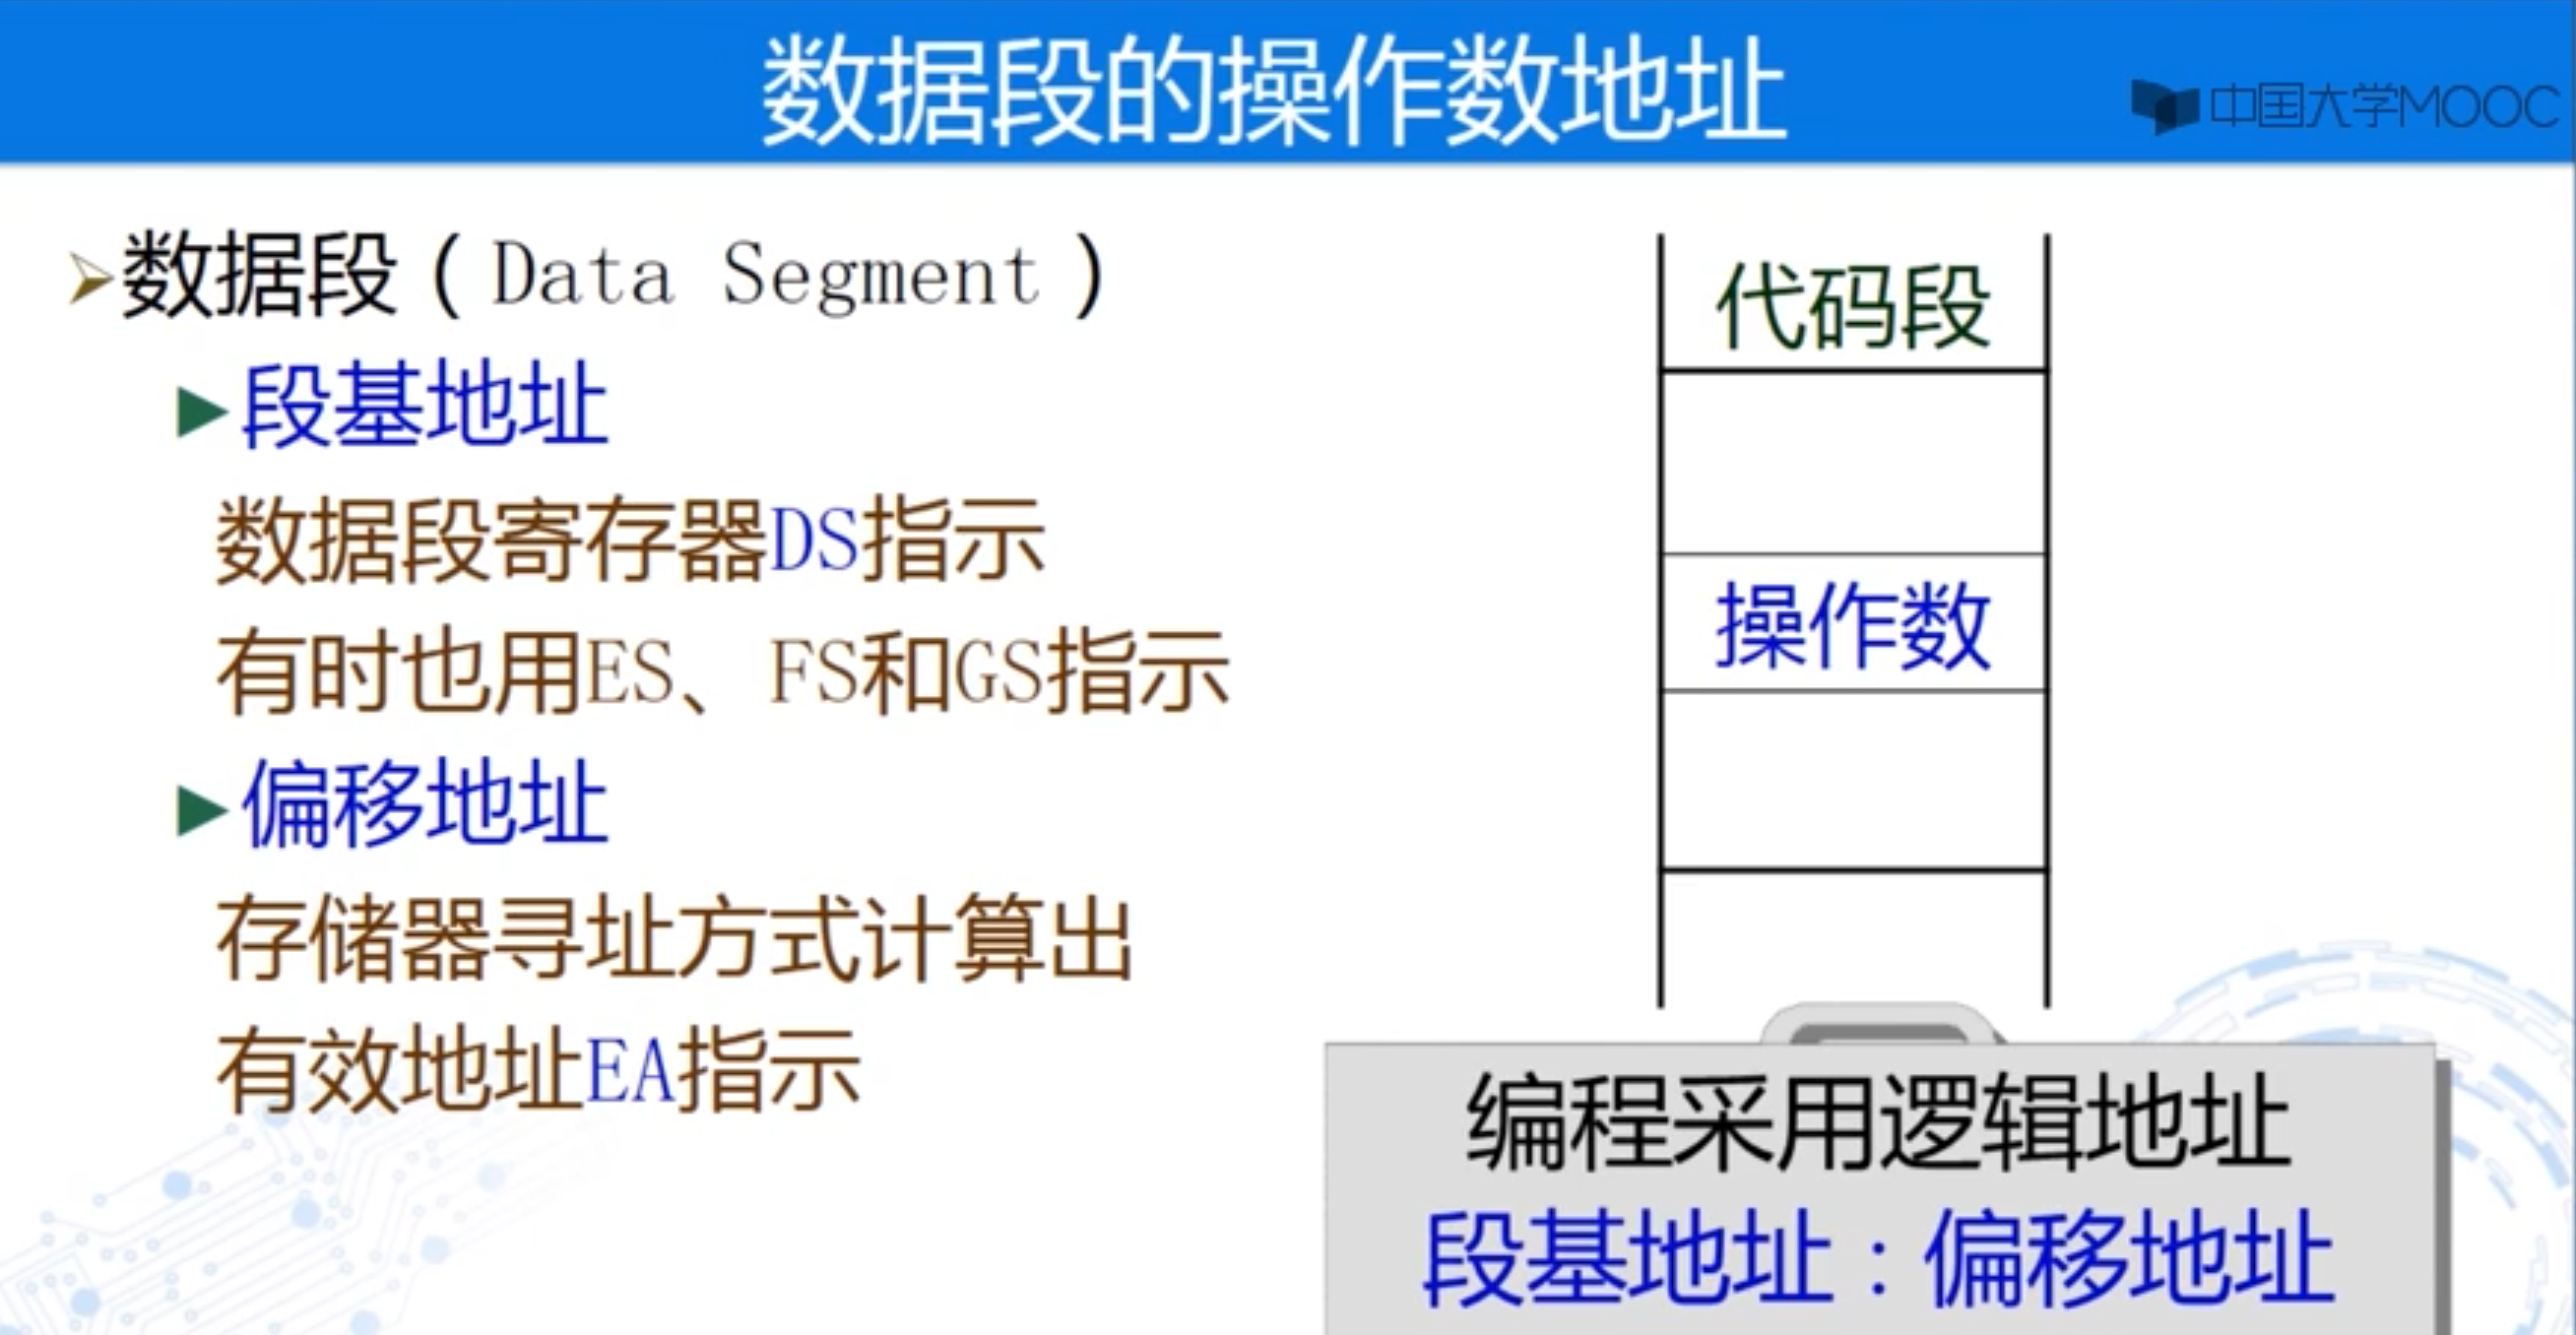 数据段的操作数地址
中国大学MOOC
数据段(Data Segment)
段基地址
数据段寄存器DS指示
有时也用ES、FS和GS指示
偏移地址
存储器寻址方式计算出
有效地址EA指示
代码段
操作数
编程采用逻辑地址
段基地址:偏移地址